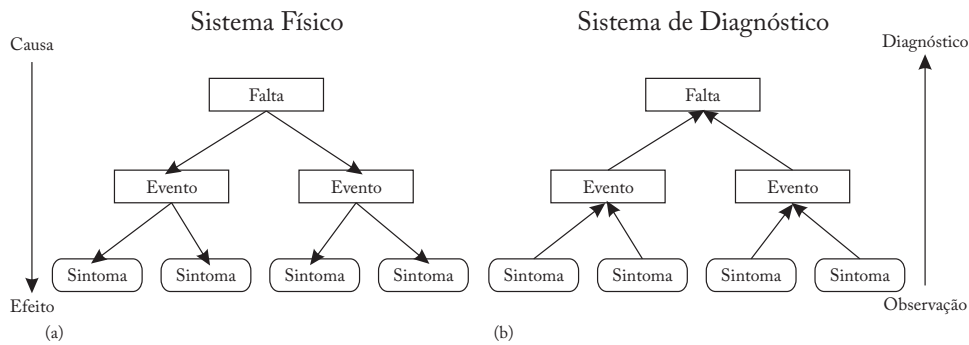 Sistema Físico
Sistema de Diagnóstico
Causa
Diagnóstico
Falta
Falta
Evento
Evento
Evento
Evento
Sintoma
Sintoma
Sintoma
Sintoma
Sintoma
Sintoma
Sintoma
Sintoma
Efeito
Observação
(a)
(b)